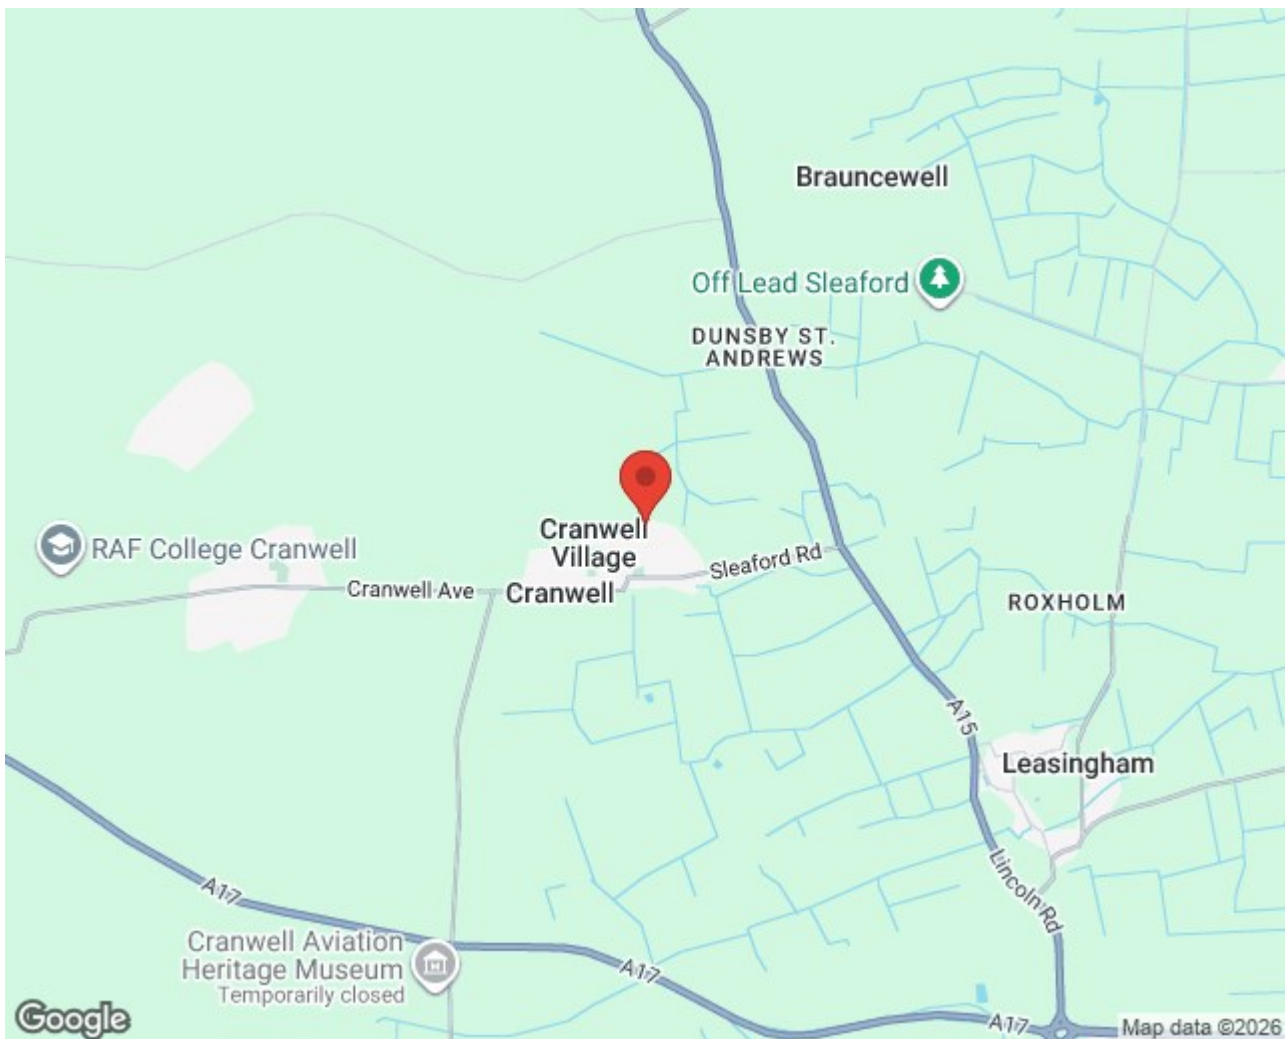 Brauncewell
Off Lead Sleaford
DUNSBY ST.
ANDREWS
RAF College Cranwell
Cranwell
Village
Sleaford Rd
Cranwell Ave
Cranwell
ROXHOLM
A15
Leasingham
A17
Lincoln Rd
Cranwell Aviation
Heritage Museum
Temporarily closed
A17
A17
Google
Map data ©2026